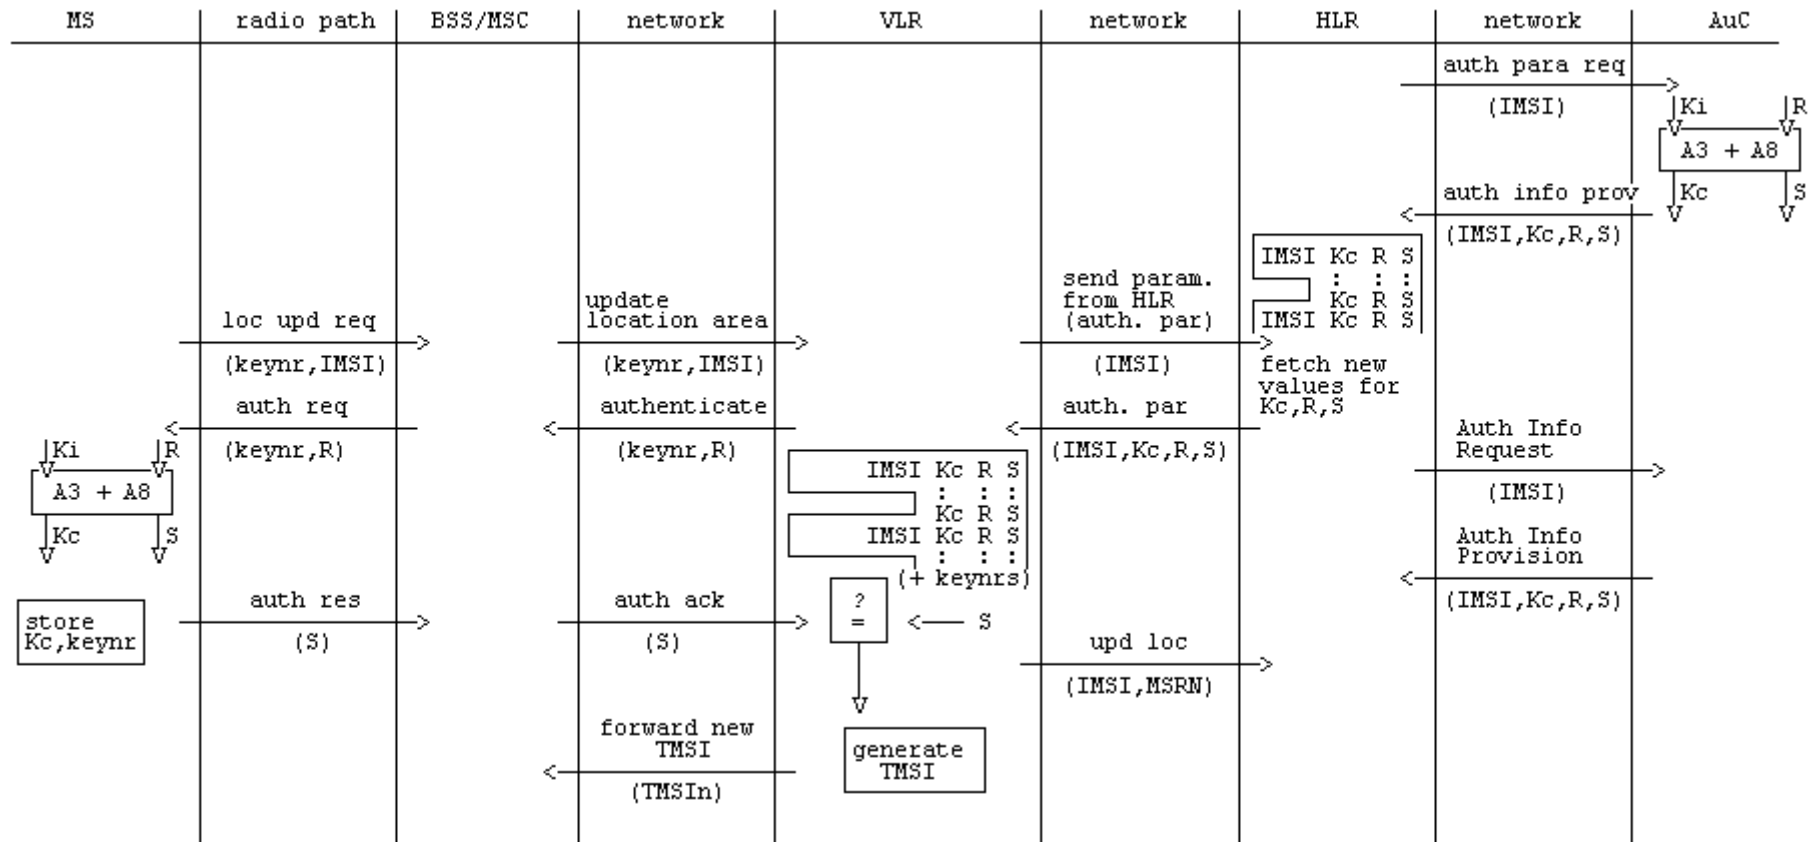 MS radio path BSS/MSC network VLR network HLR network AuC
auth para req
(IMSI)
Ki R
A3 + A8
auth info prov
Kc S
(IMSI,Kc,R,S)
IMSI Kc R S
: : :
Kc R S
IMSI Kc R S
send param.
from HLR
(auth. par)
update
location area
loc upd req
(keynr,IMSI)
(keynr,IMSI)
(IMSI)
fetch new
values for
Kc,R,S
auth req
authenticate
auth. par
(keynr,R)
(keynr,R)
(IMSI,Kc,R,S)
Auth Info
Request
(IMSI)
Ki R
A3 + A8
Kc S
IMSI Kc R S
: : :
Kc R S
IMSI Kc R S
: : :
(+ keynrs)
Auth Info
Provision
(IMSI,Kc,R,S)
store
Kc,keynr
auth res
(S)
auth ack
(S)
?
=
S
upd loc
(IMSI,MSRN)
forward new
TMSI
(TMSIn)
generate
TMSI